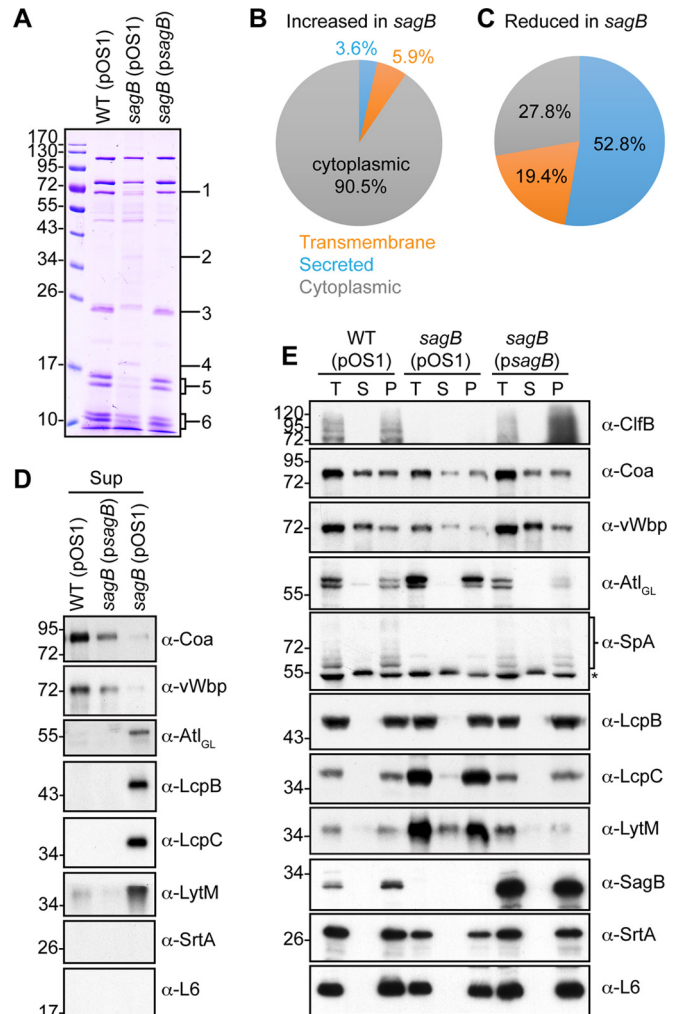 A
WT (pOS1)
sagB (pOS1)
sagB (psagB)
170
130
95
72
55
43
34
26
17
10
1
2
3
4
5
6
B
Increased in sagB
3.6%
5.9%
cytoplasmic
90.5%
C
Reduced in sagB
27.8%
52.8%
19.4%
Transmembrane
Secreted
Cytoplasmic
D
Sup
WT (pOS1)
sagB (psagB)
sagB (pOS1)
95
72
α-Coa
72
α-vWbp
55
α-AtlGL
43
α-LcpB
34
α-LcpC
34
α-LytM
26
α-SrtA
17
α-L6
E
WT (pOS1)
sagB (pOS1)
sagB (psagB)
T S P T S P T S P
120
95
72
α-ClfB
95
72
α-Coa
72
α-vWbp
55
α-AtlGL
72
55
α-SpA
*
43
α-LcpB
34
α-LcpC
34
α-LytM
34
α-SagB
26
α-SrtA
α-L6